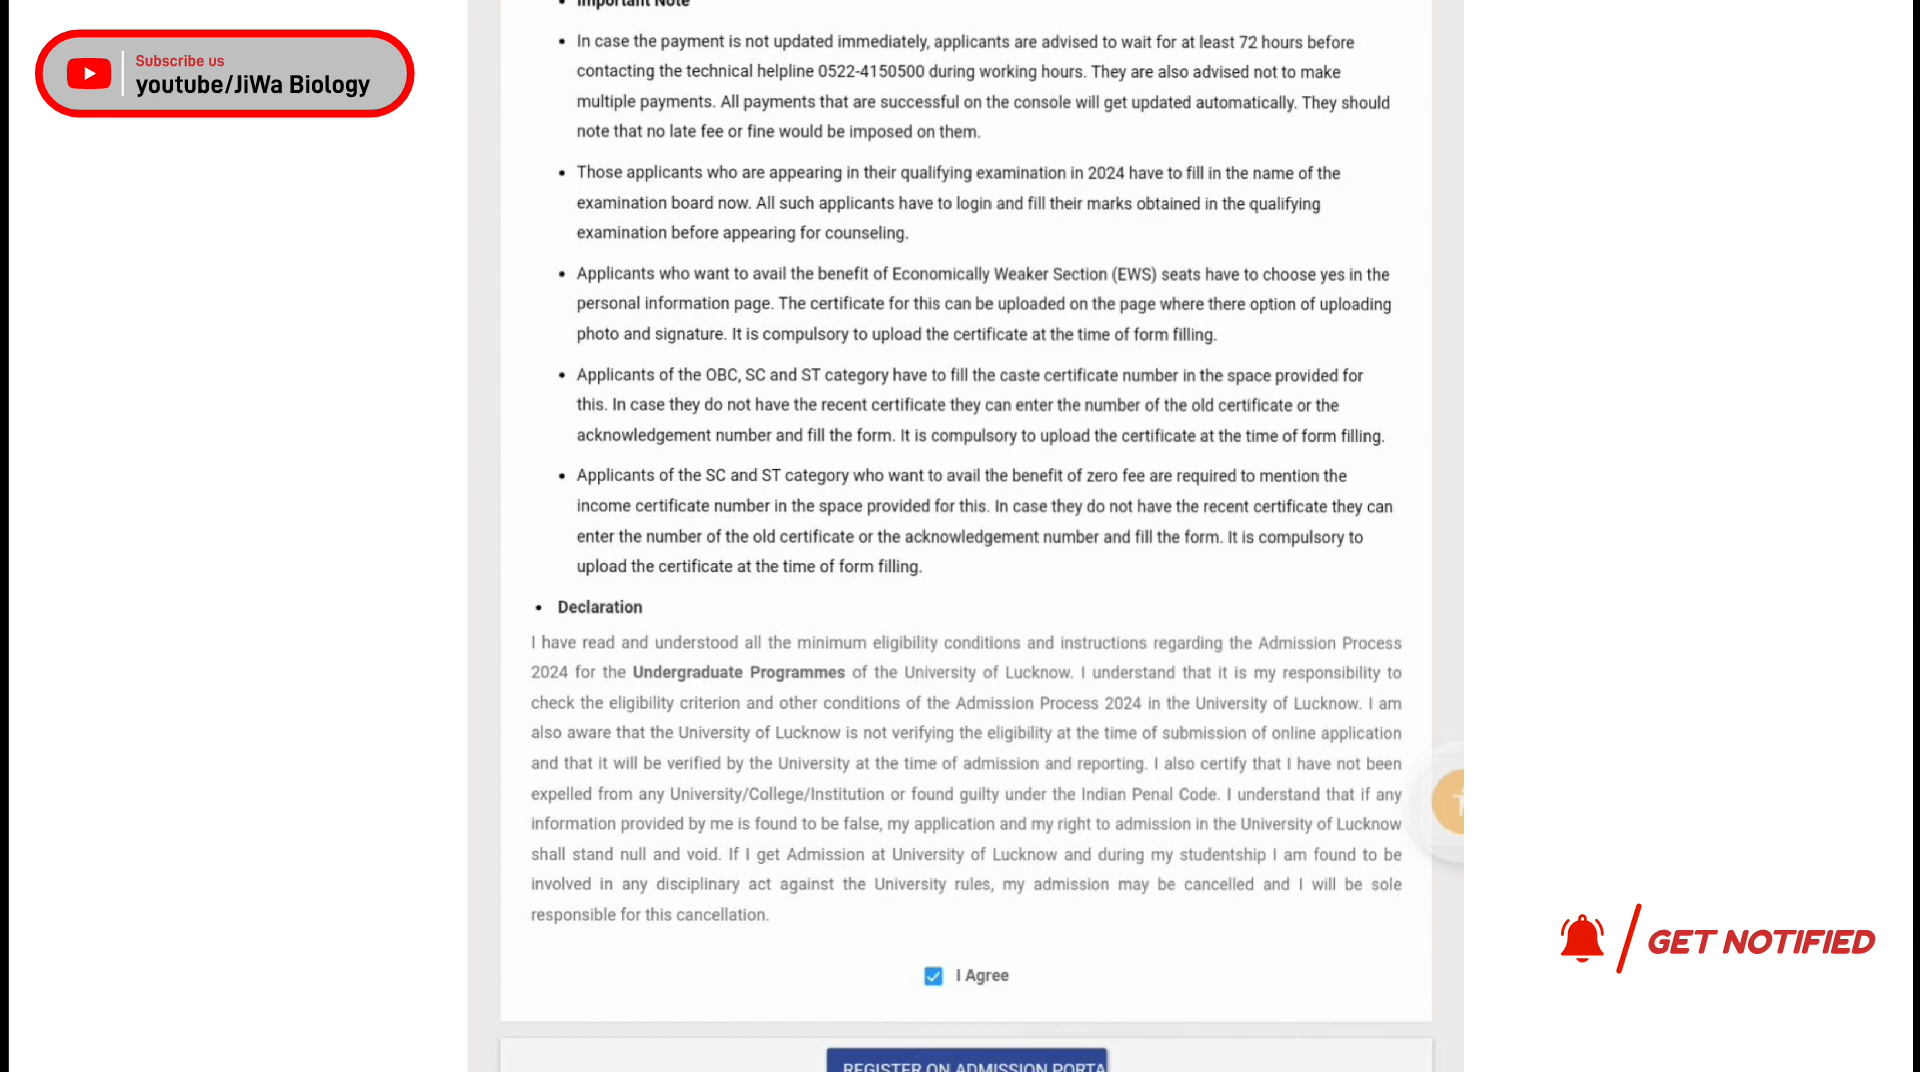 Subscribe us
youtube/JiWa Biology
• Important Note
• In case the payment is not updated immediately, applicants are advised to wait for at least 72 hours before
contacting the technical helpline 0522-4150500 during working hours. They are also advised not to make
multiple payments. All payments that are successful on the console will get updated automatically. They should
note that no late fee or fine would be imposed on them.
• Those applicants who are appearing in their qualifying examination in 2024 have to fill in the name of the
examination board now. All such applicants have to login and fill their marks obtained in the qualifying
examination before appearing for counseling.
• Applicants who want to avail the benefit of Economically Weaker Section (EWS) seats have to choose yes in the
personal information page. The certificate for this can be uploaded on the page where there option of uploading
photo and signature. It is compulsory to upload the certificate at the time of form filling.
• Applicants of the OBC, SC and ST category have to fill the caste certificate number in the space provided for
this. In case they do not have the recent certificate they can enter the number of the old certificate or the
acknowledgement number and fill the form. It is compulsory to upload the certificate at the time of form filling.
• Applicants of the SC and ST category who want to avail the benefit of zero fee are required to mention the
income certificate number in the space provided for this. In case they do not have the recent certificate they can
enter the number of the old certificate or the acknowledgement number and fill the form. It is compulsory to
upload the certificate at the time of form filling.
• Declaration
I have read and understood all the minimum eligibility conditions and instructions regarding the Admission Process
2024 for the Undergraduate Programmes of the University of Lucknow. I understand that it is my responsibility to
check the eligibility criterion and other conditions of the Admission Process 2024 in the University of Lucknow. I am
also aware that the University of Lucknow is not verifying the eligibility at the time of submission of online application
and that it will be verified by the University at the time of admission and reporting. I also certify that I have not been
expelled from any University/College/Institution or found guilty under the Indian Penal Code. I understand that if any
information provided by me is found to be false, my application and my right to admission in the University of Lucknow
shall stand null and void. If I get Admission at University of Lucknow and during my studentship I am found to be
involved in any disciplinary act against the University rules, my admission may be cancelled and I will be sole
responsible for this cancellation.
I Agree
REGISTER ON ADMISSION PORTA
GET NOTIFIED